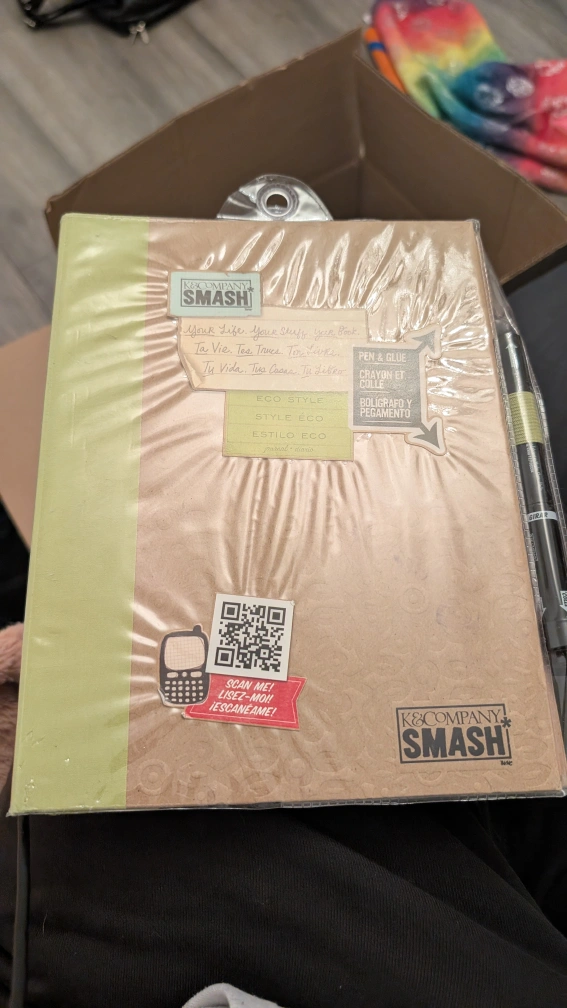 K&COMPANY
SMASH*
Your Life. Your Stuff. Your Book.
Ta Vie. Tes Trucs. Ton Livre.
Tu Vida. Tus Cosas. Tu Libro.
PEN & GLUE
CRAYON ET
COLLE
BOLÍGRAFO Y
PEGAMENTO
ECO STYLE
STYLE ECO
ESTILO ECO
SCAN ME!
LISEZ-MOI!
¡ESCANÉAME!
K&COMPANY
SMASH*